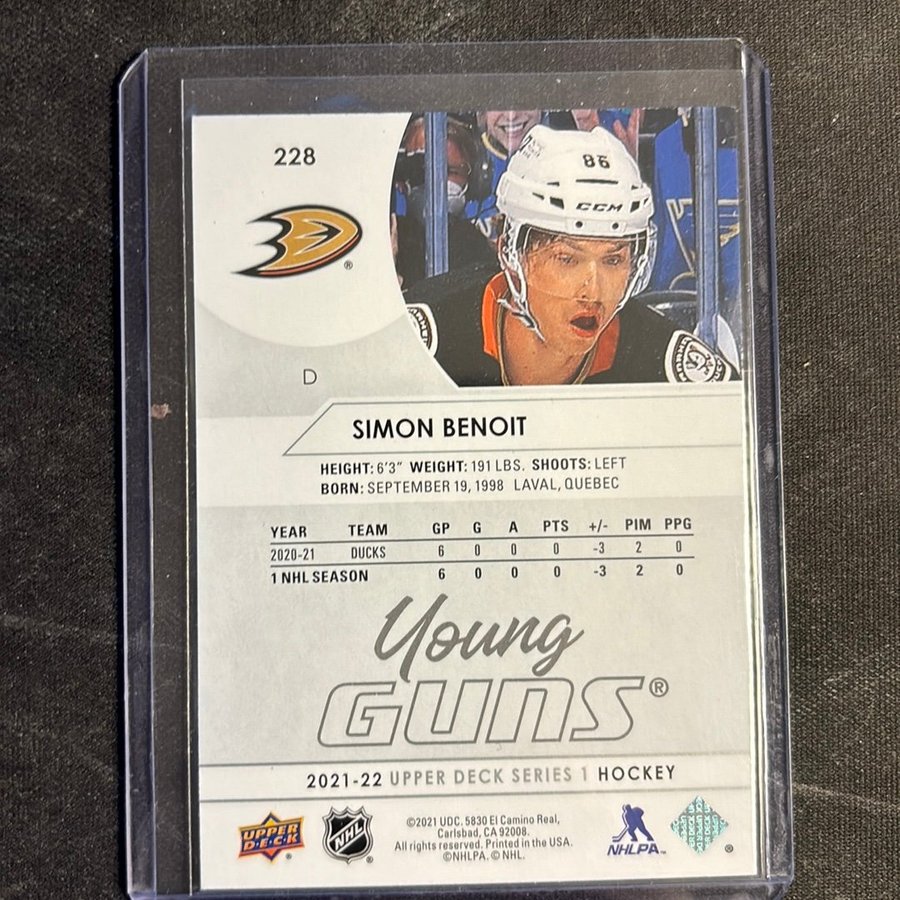 228
86
CCM
®
D
SIMON BENOIT
HEIGHT: 6'3" WEIGHT: 191 LBS. SHOOTS: LEFT
BORN: SEPTEMBER 19, 1998 LAVAL, QUEBEC
YEAR TEAM GP G A PTS +/- PIM PPG
2020-21 DUCKS 6 0 0 0 -3 2 0
1 NHL SEASON 6 0 0 0 -3 2 0
Young
GUNS®
2021-22 UPPER DECK SERIES 1 HOCKEY
UPPER DECK ®
NHL ®
©2021 UDC. 5830 El Camino Real,
Carlsbad, CA 92008.
All rights reserved. Printed in the USA.
©NHLPA. © NHL.
NHLPA™
®